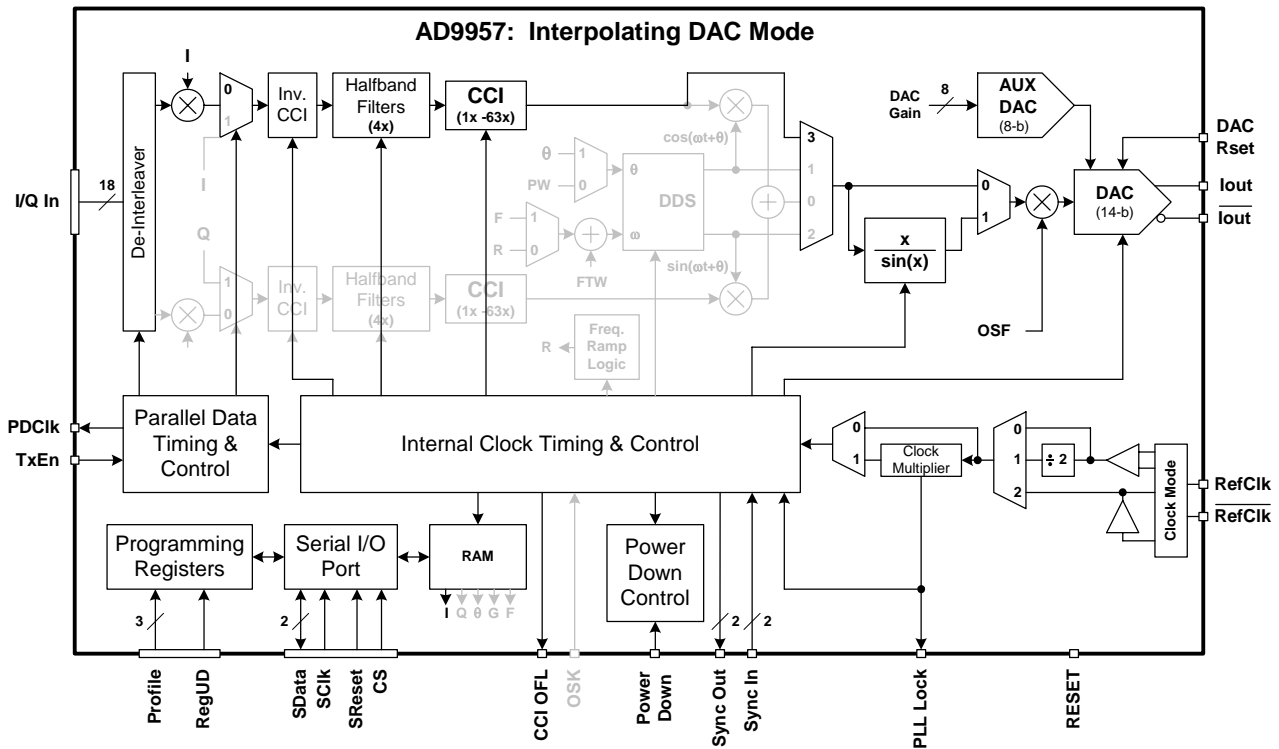 AD9957: Interpolating DAC Mode
I
De-Interleaver
0
1
Inv.
CCI
Halfband
Filters
(4x)
CCI
(1x -63x)
I/Q In
18
I
Q
1
0
Inv.
CCI
Halfband
Filters
(4x)
CCI
(1x -63x)
θ
PW
1
0
F
R
1
0
FTW
θ
DDS
ω
cos(ωt+θ)
sin(ωt+θ)
R
Freq.
Ramp
Logic
3
1
0
2
x
sin(x)
0
1
OSF
DAC
Gain
8
AUX
DAC
(8-b)
DAC
(14-b)
DAC
Rset
Iout
Iout
PDClk
TxEn
Parallel Data
Timing &
Control
Internal Clock Timing & Control
0
1
Clock
Multiplier
0
1
2
÷ 2
Clock Mode
RefClk
RefClk
Programming
Registers
Serial I/O
Port
RAM
I
Q
θ
G
F
Power
Down
Control
3
2
2
2
Profile
RegUD
SData
SClk
SReset
CS
CCI OFL
OSK
Power
Down
Sync Out
Sync In
PLL Lock
RESET